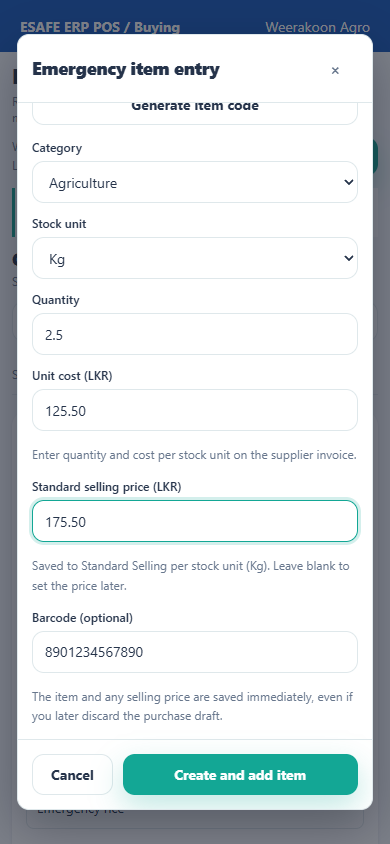 ESAFE ERP POS / Buying
Weerakoon Agro
Emergency item entry
×
Generate item code
Category
Agriculture
Stock unit
Kg
Quantity
2.5
Unit cost (LKR)
125.50
Enter quantity and cost per stock unit on the supplier invoice.
Standard selling price (LKR)
175.50
Saved to Standard Selling per stock unit (Kg). Leave blank to
set the price later.
Barcode (optional)
8901234567890
The item and any selling price are saved immediately, even if
you later discard the purchase draft.
Cancel
Create and add item
Emergency rice